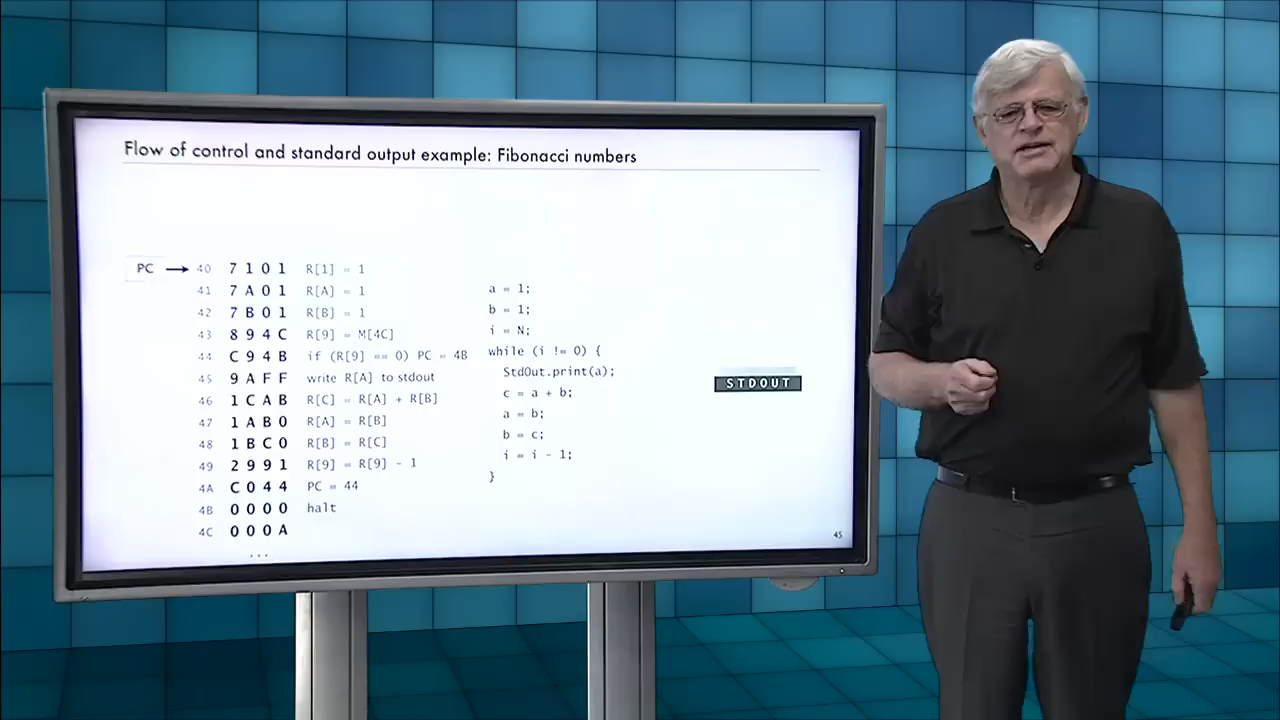 Flow of control and standard output example: Fibonacci numbers
PC → 40 7 1 0 1 R[1] = 1
41 7 A 0 1 R[A] = 1
42 7 B 0 1 R[B] = 1
43 8 9 4 C R[9] = M[4C]
44 C 9 4 B if (R[9] == 0) PC = 4B
45 9 A F F write R[A] to stdout
46 1 C A B R[C] = R[A] + R[B]
47 1 A B 0 R[A] = R[B]
48 1 B C 0 R[B] = R[C]
49 2 9 9 1 R[9] = R[9] - 1
4A C 0 4 4 PC = 44
4B 0 0 0 0 halt
4C 0 0 0 A
...
a = 1;
b = 1;
i = N;
while (i != 0) {
StdOut.print(a);
c = a + b;
a = b;
b = c;
i = i - 1;
}
STDOUT
45